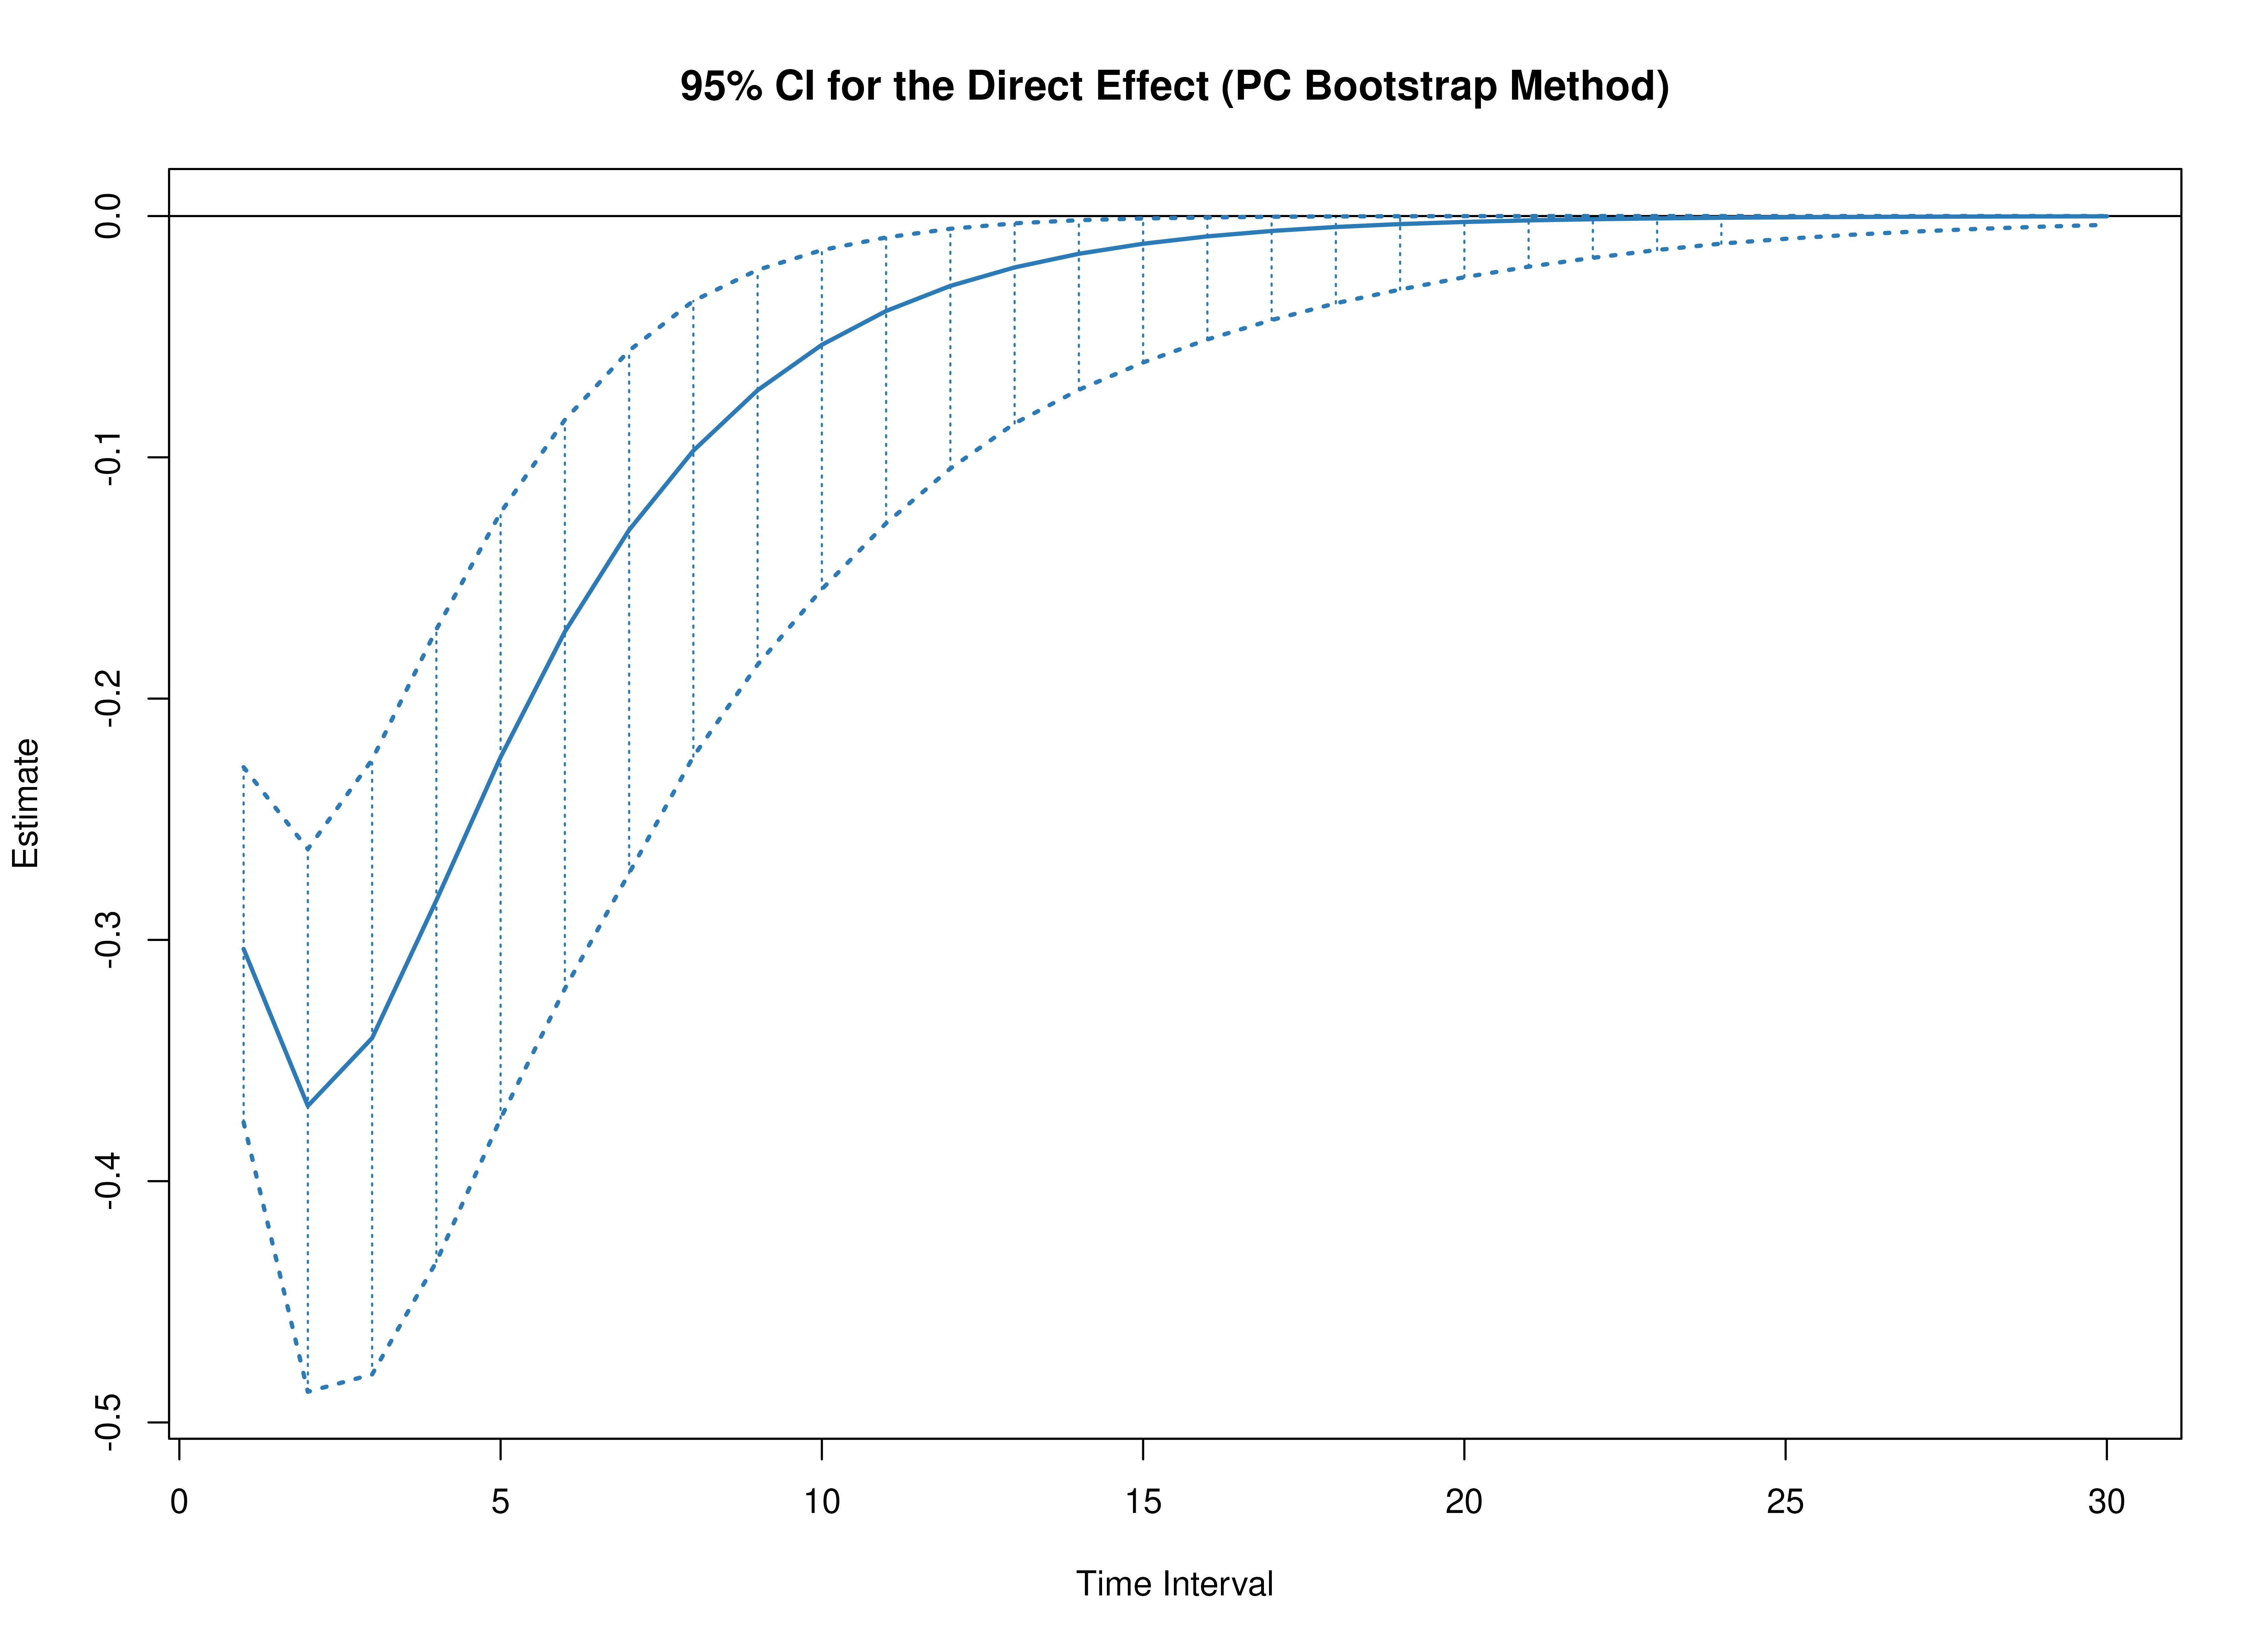 95% CI for the Direct Effect (PC Bootstrap Method)
Estimate
0.0
-0.1
-0.2
-0.3
-0.4
-0.5
0 5 10 15 20 25 30
Time Interval